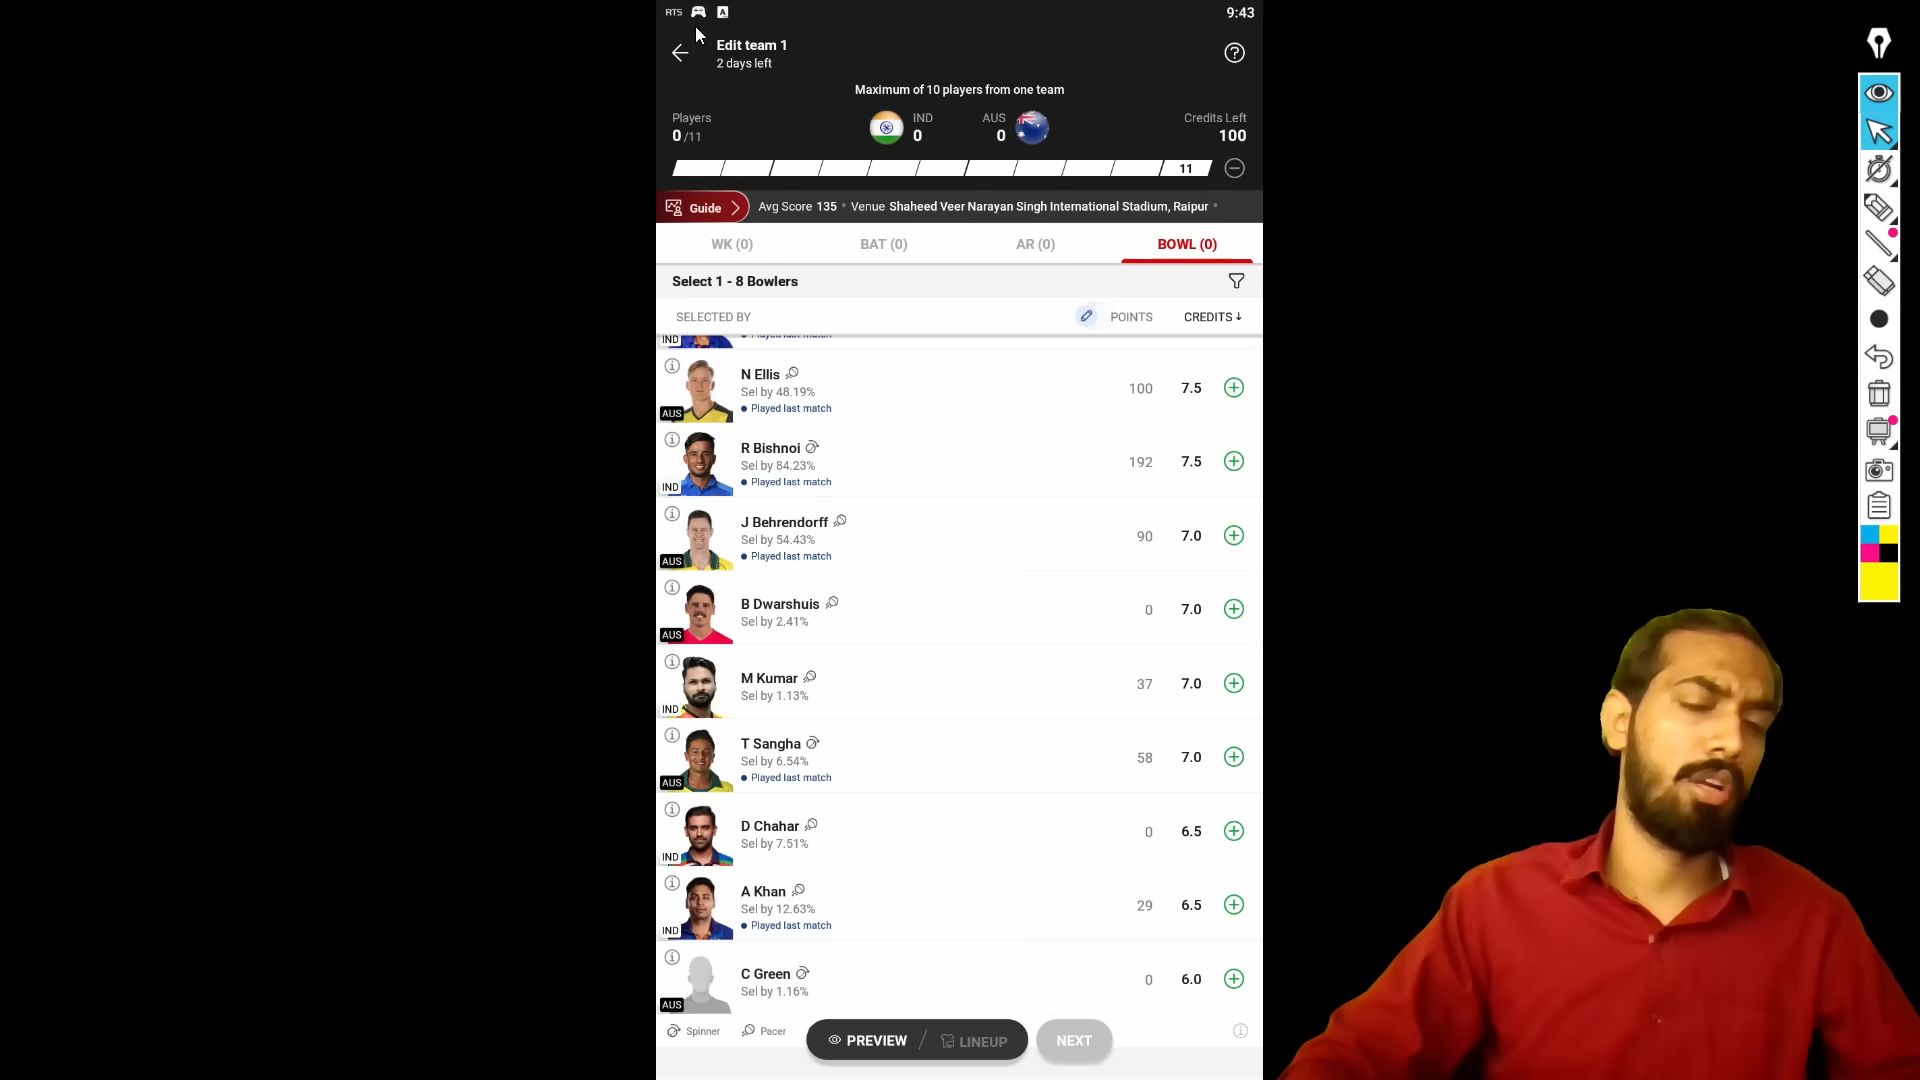 RTS A 9:43
Edit team 1
2 days left
Maximum of 10 players from one team
Players IND AUS Credits Left
0 /11 0 0 100
11
Guide Avg Score 135 • Venue Shaheed Veer Narayan Singh International Stadium, Raipur •
WK (0) BAT (0) AR (0) BOWL (0)
Select 1 - 8 Bowlers
SELECTED BY POINTS CREDITS↓
IND Played last match
N Ellis
Sel by 48.19% 100 7.5
AUS • Played last match
R Bishnoi
Sel by 84.23% 192 7.5
IND • Played last match
J Behrendorff
Sel by 54.43% 90 7.0
AUS • Played last match
B Dwarshuis 0 7.0
Sel by 2.41%
AUS
M Kumar 37 7.0
Sel by 1.13%
IND
T Sangha
Sel by 6.54% 58 7.0
AUS • Played last match
D Chahar 0 6.5
Sel by 7.51%
IND
A Khan
Sel by 12.63% 29 6.5
IND • Played last match
C Green 0 6.0
Sel by 1.16%
AUS
Spinner Pacer PREVIEW / LINEUP NEXT